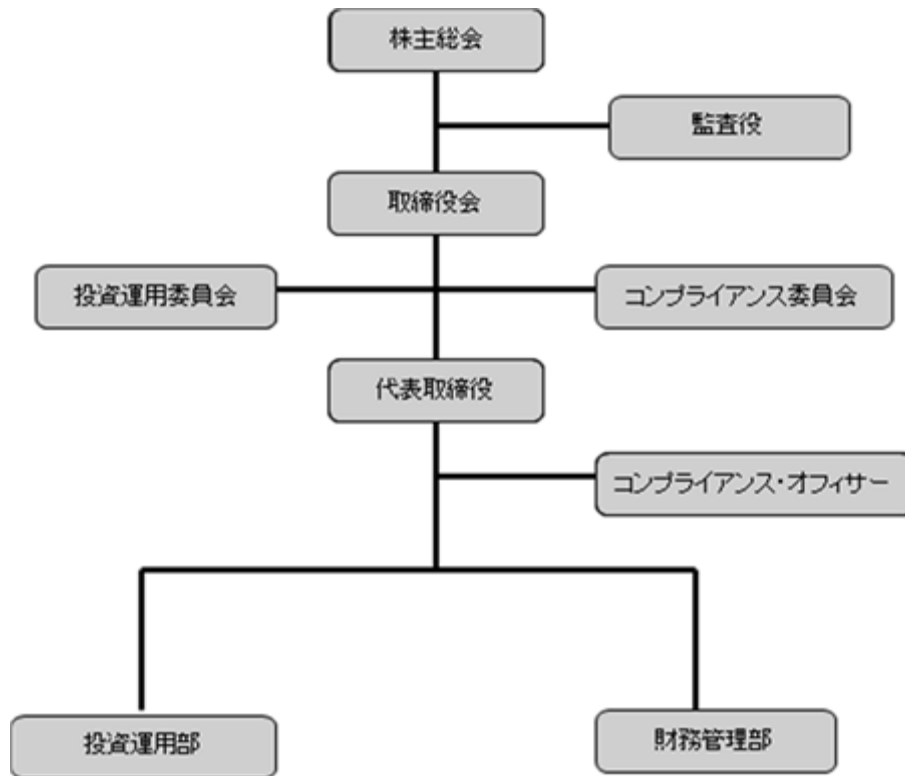 株主総会
監査役
取締役会
投資運用委員会
コンプライアンス委員会
代表取締役
コンプライアンス・オフィサー
投資運用部
財務管理部